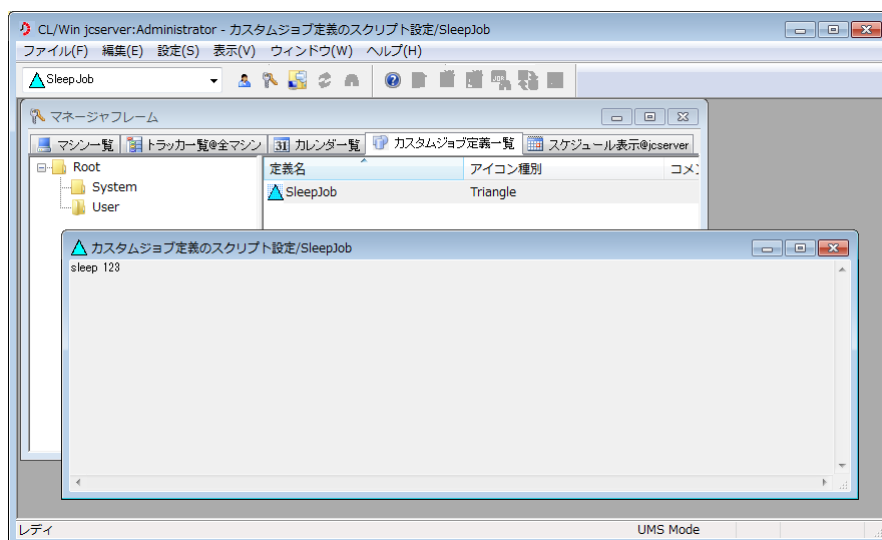 CL/Win jcserver:Administrator - カスタムジョブ定義のスクリプト設定/SleepJob
ファイル(F) 編集(E) 設定(S) 表示(V) ウィンドウ(W) ヘルプ(H)
SleepJob
マネージャフレーム
マシン一覧 トラッカ一覧@全マシン 31 カレンダ一覧 カスタムジョブ定義一覧 スケジュール表示@jcserver
Root 定義名 アイコン種別 コメ
System SleepJob Triangle
User
カスタムジョブ定義のスクリプト設定/SleepJob
sleep 123
レディ UMS Mode